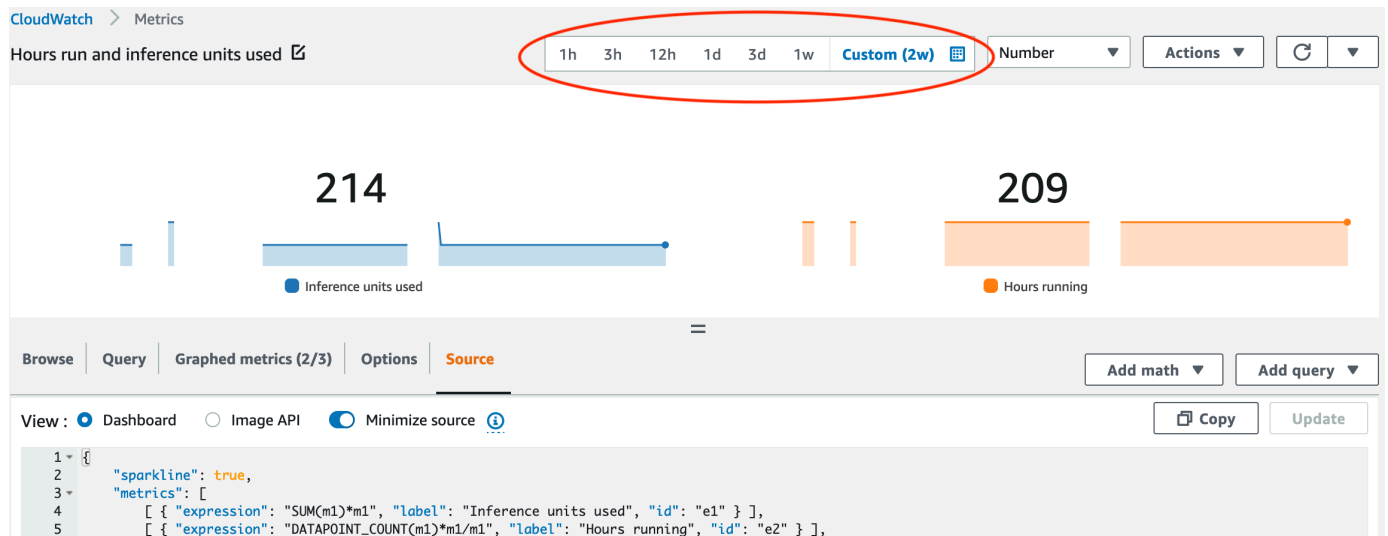 CloudWatch > Metrics
Hours run and inference units used
1h 3h 12h 1d 3d 1w Custom (2w) Number Actions
214 209
Inference units used Hours running
Browse Query Graphed metrics (2/3) Options Source
Add math Add query
View : Dashboard Image API Minimize source
Copy Update
1 {
2 "sparkline": true,
3 "metrics": [
4 [ { "expression": "SUM(m1)*m1", "label": "Inference units used", "id": "e1" } ],
5 [ { "expression": "DATAPOINT_COUNT(m1)*m1/m1", "label": "Hours running", "id": "e2" } ],